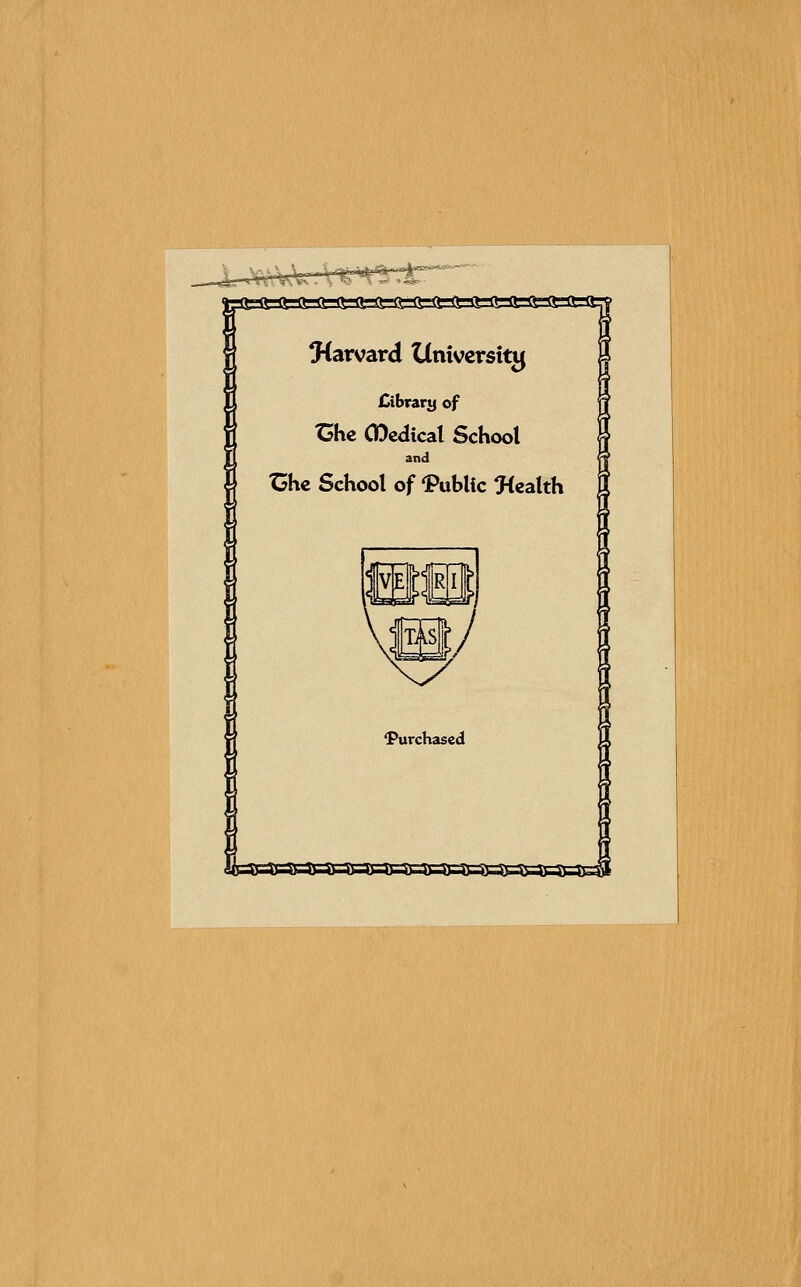 Harvard University
Library of
The Medical School
and
The School of Public Health
VE RI
TAS
Purchased